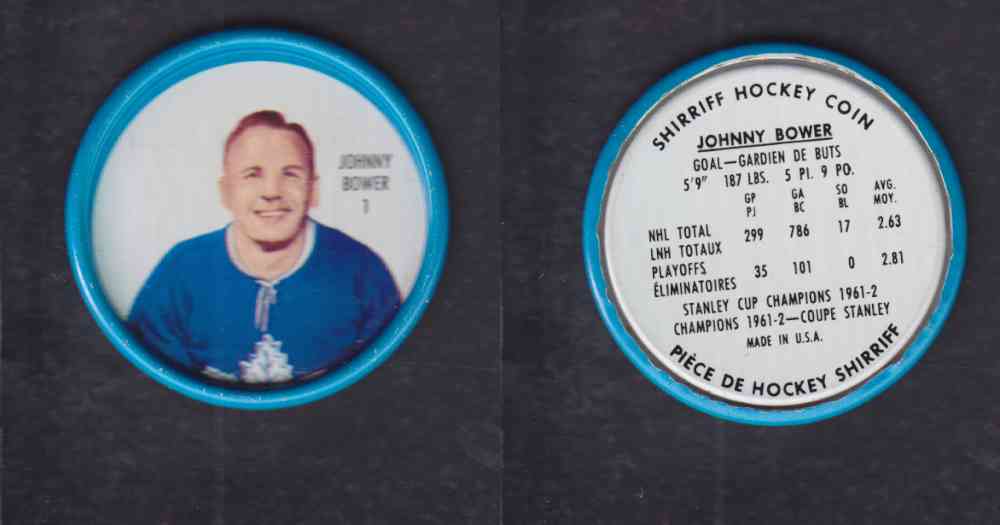 JOHNNY
BOWER
1
SHIRRIFF HOCKEY COIN
JOHNNY BOWER
GOAL—GARDIEN DE BUTS
5'9" 187 LBS. 5 PI. 9 PO.
GP GA SO AVG.
PJ BC BL MOY.
NHL TOTAL 299 786 17 2.63
LNH TOTAUX
PLAYOFFS 35 101 0 2.81
ÉLIMINATOIRES
STANLEY CUP CHAMPIONS 1961-2
CHAMPIONS 1961-2—COUPE STANLEY
MADE IN U.S.A.
PIÈCE DE HOCKEY SHIRRIFF